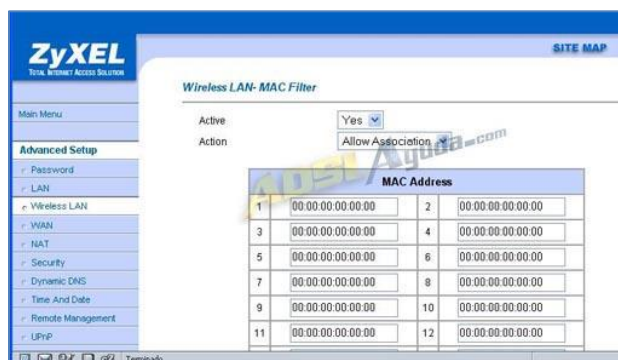 ZyXEL
TOTAL INTERNET ACCESS SOLUTION
SITE MAP
Wireless LAN- MAC Filter
Main Menu
Active Yes
Action Allow Association
ADSL Ayuda.com
Advanced Setup
Password
LAN
Wireless LAN
WAN
NAT
Security
Dynamic DNS
Time And Date
Remote Management
UPnP
MAC Address
1 00:00:00:00:00:00 2 00:00:00:00:00:00
3 00:00:00:00:00:00 4 00:00:00:00:00:00
5 00:00:00:00:00:00 6 00:00:00:00:00:00
7 00:00:00:00:00:00 8 00:00:00:00:00:00
9 00:00:00:00:00:00 10 00:00:00:00:00:00
11 00:00:00:00:00:00 12 00:00:00:00:00:00
Terminado